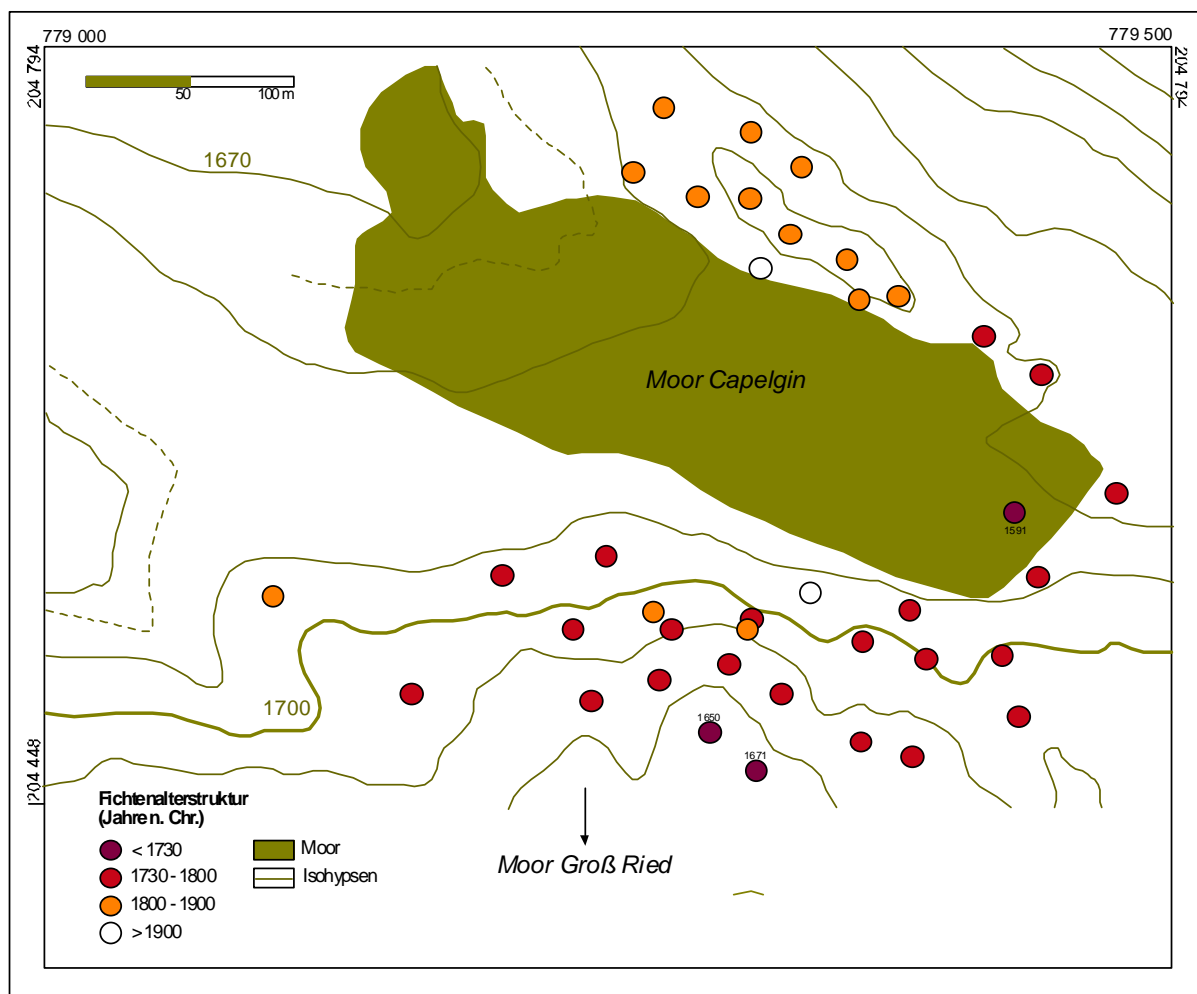 779 000
779 500
204 794
204 794
50
100 m
1670
Moor Capelgin
1591
1700
1650
1671
204 448
Fichtenalterstruktur
(Jahre n. Chr.)
< 1730
Moor
1730 - 1800
Isohypsen
1800 - 1900
> 1900
Moor Groß Ried